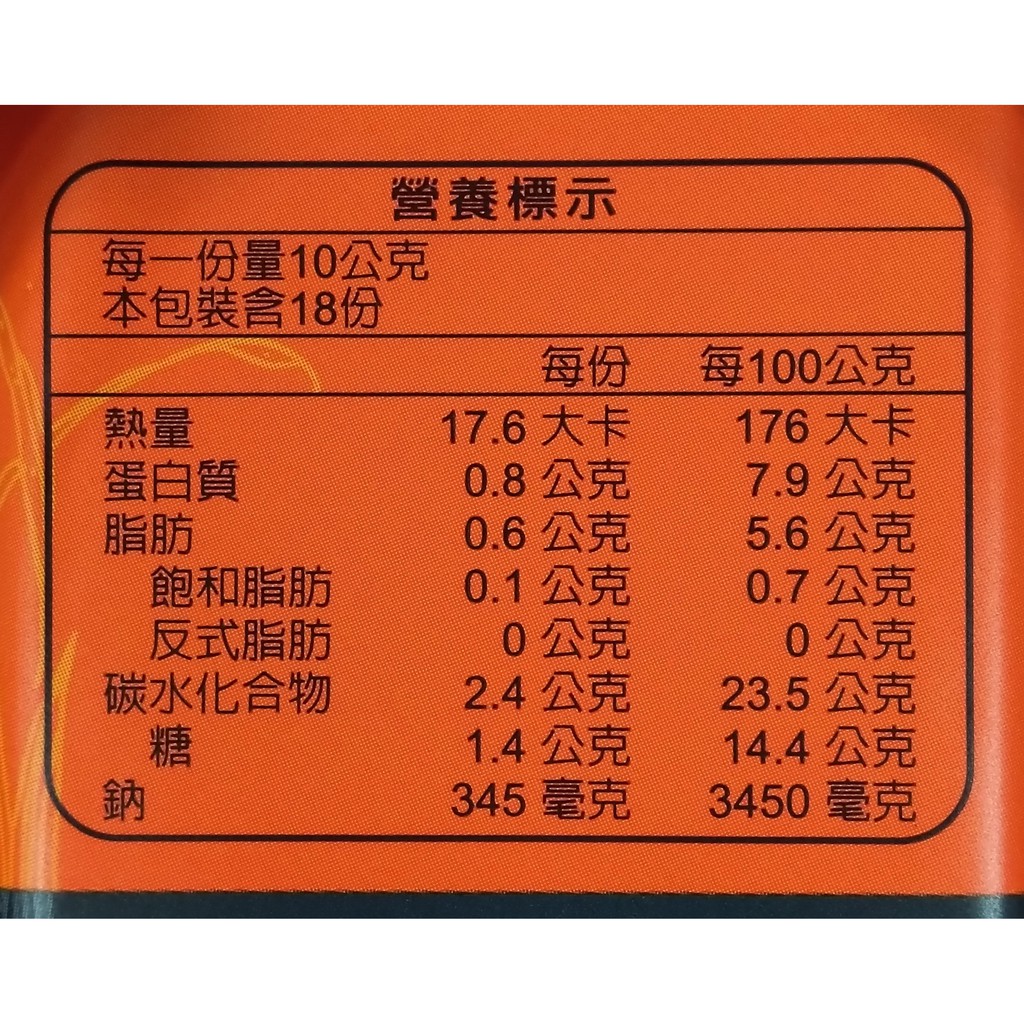 營養標示
每一份量10公克
本包裝含18份
每份 每100公克
熱量 17.6 大卡 176 大卡
蛋白質 0.8 公克 7.9 公克
脂肪 0.6 公克 5.6 公克
飽和脂肪 0.1 公克 0.7 公克
反式脂肪 0 公克 0 公克
碳水化合物 2.4 公克 23.5 公克
糖 1.4 公克 14.4 公克
鈉 345 毫克 3450 毫克